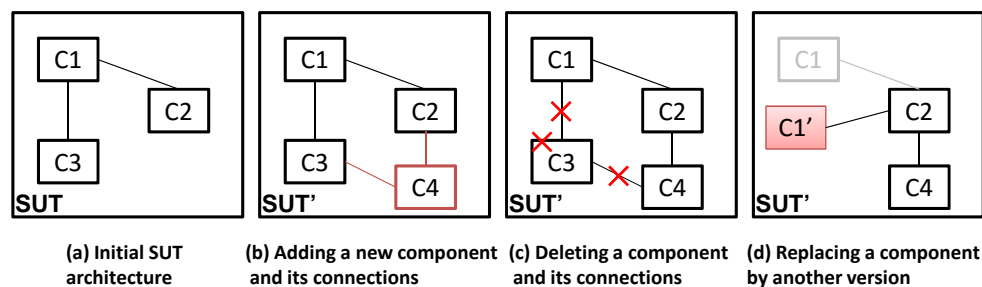 C1
C2
C3
SUT
(a) Initial SUT
architecture
C1
C2
C3
C4
SUT'
(b) Adding a new component
and its connections
C1
C2
C3
C4
SUT'
(c) Deleting a component
and its connections
C1
C1'
C2
C4
SUT'
(d) Replacing a component
by another version